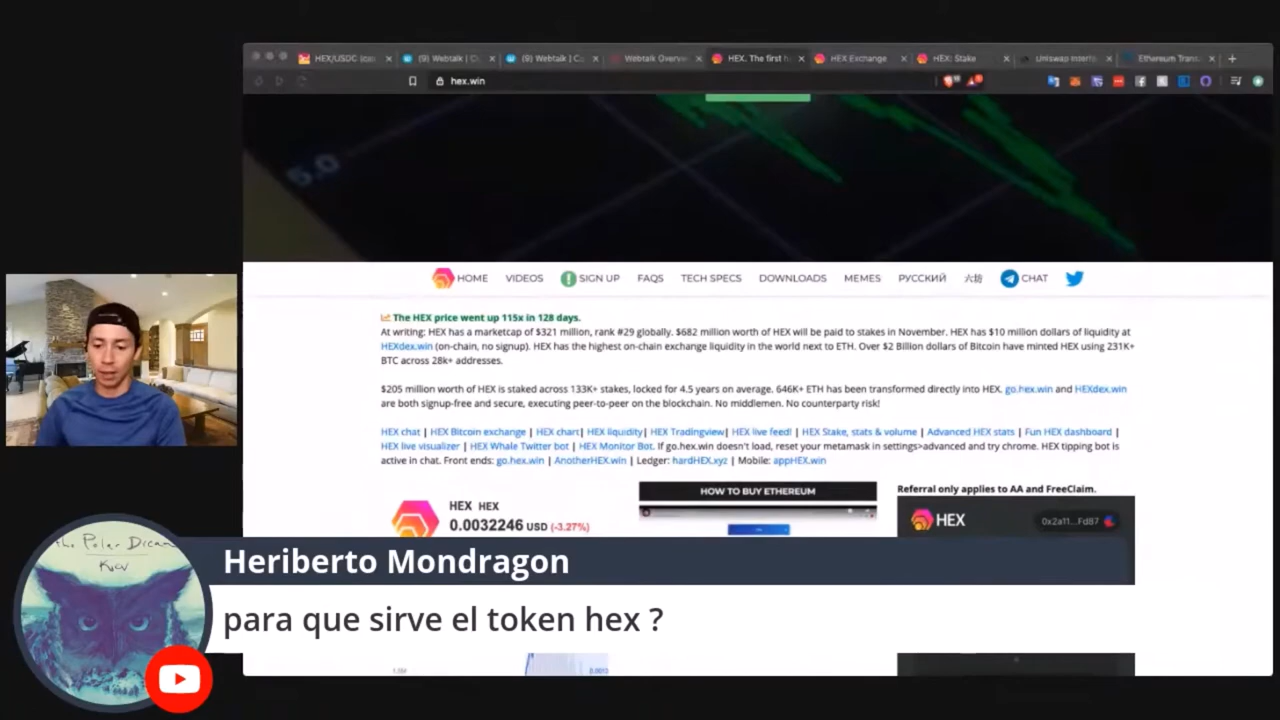 HEX/USDC
(9) Webtalk
(9) Webtalk
Webtalk
HEX. The first
HEX Exchange
HEX: Stake
Uniswap
Ethereum
hex.win
5.0
HOME VIDEOS SIGN UP FAQS TECH SPECS DOWNLOADS MEMES РУССКИЙ CHAT
The HEX price went up 115x in 128 days.
At writing: HEX has a marketcap of $321 million, rank #29 globally. $682 million worth of HEX will be paid to stakes in November. HEX has $10 million dollars of liquidity at
HEXdex.win (on-chain, no signup). HEX has the highest on-chain exchange liquidity in the world next to ETH. Over $2 Billion dollars of Bitcoin have minted HEX using 231K+
BTC across 28k+ addresses.
$205 million worth of HEX is staked across 133K+ stakes, locked for 4.5 years on average. 646K+ ETH has been transformed directly into HEX. go.hex.win and HEXdex.win
are both signup-free and secure, executing peer-to-peer on the blockchain. No middlemen. No counterparty risk!
HEX chat | HEX Bitcoin exchange | HEX chart| HEX liquidity| HEX Tradingview| HEX live feed! | HEX Stake, stats & volume | Advanced HEX stats | Fun HEX dashboard |
HEX live visualizer | HEX Whale Twitter bot | HEX Monitor Bot. If go.hex.win doesn't load, reset your metamask in settings>advanced and try chrome. HEX tipping bot is
active in chat. Front ends: go.hex.win | AnotherHEX.win | Ledger: hardHEX.xyz | Mobile: appHEX.win
HEX HEX
0.0032246 USD (-3.27%)
HOW TO BUY ETHEREUM
Referral only applies to AA and FreeClaim.
HEX 0x2a11...Fd87
the Polar Dream
Heriberto Mondragon
para que sirve el token hex ?